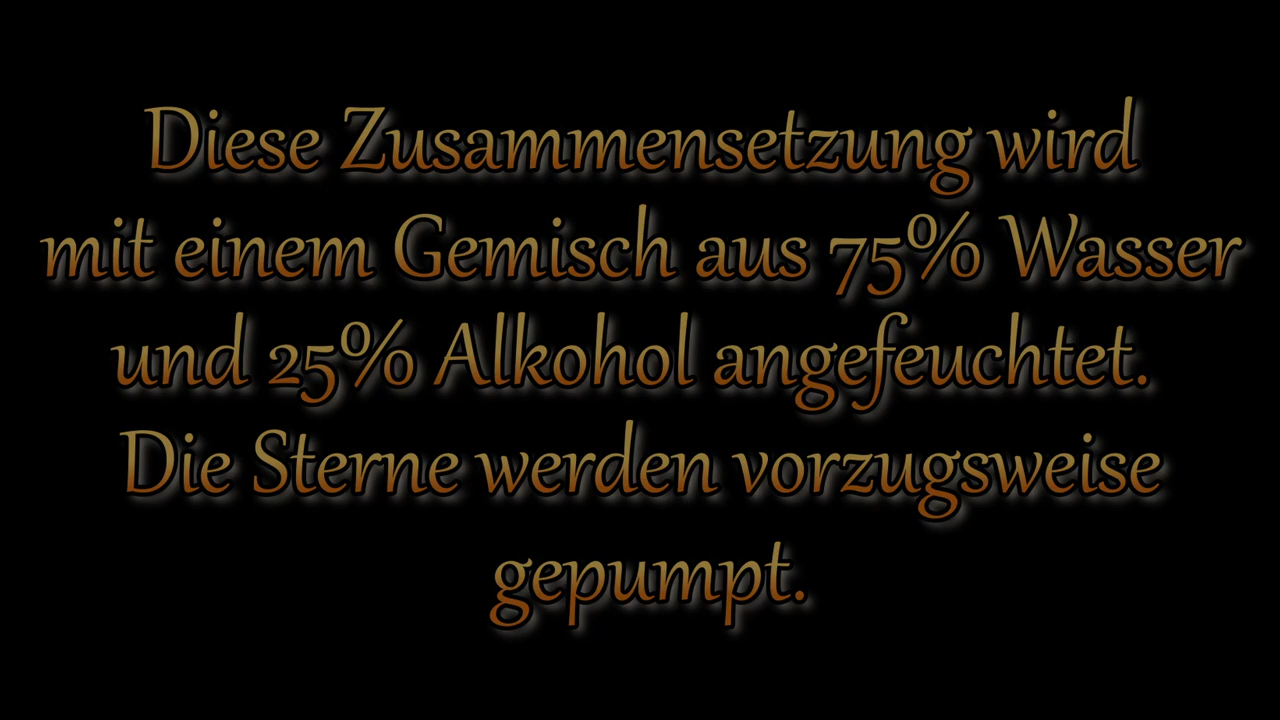 Diese Zusammensetzung wird
mit einem Gemisch aus 75% Wasser
und 25% Alkohol angefeuchtet.
Die Sterne werden vorzugsweise
gepumpt.